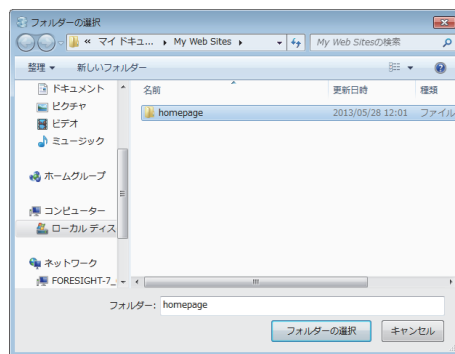 フォルダーの選択
« マイ ドキュ... ▸ My Web Sites ▸
My Web Sitesの検索
整理 ▼ 新しいフォルダー
名前 更新日時 種類
ドキュメント
ピクチャ
ビデオ
ミュージック
ホームグループ
コンピューター
ローカル ディス
ネットワーク
FORESIGHT-7_
homepage 2013/05/28 12:01 ファイル
フォルダー: homepage
フォルダーの選択 キャンセル